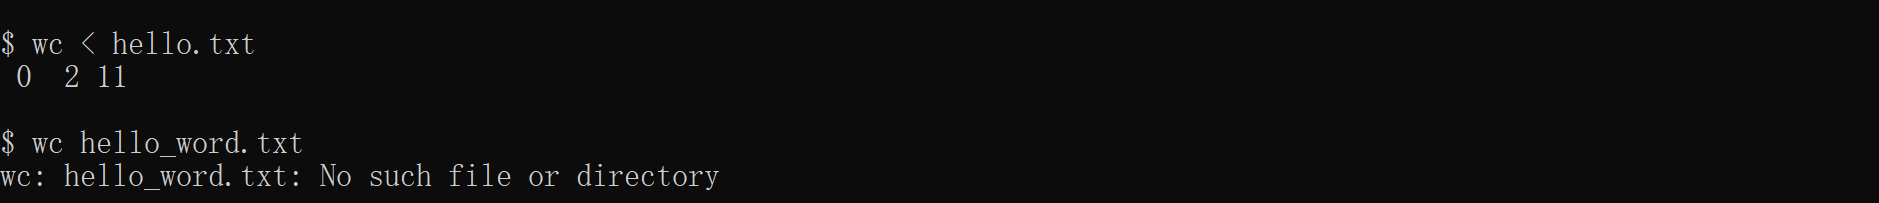 $ wc < hello.txt
 0  2 11
$ wc hello_word.txt
wc: hello_word.txt: No such file or directory